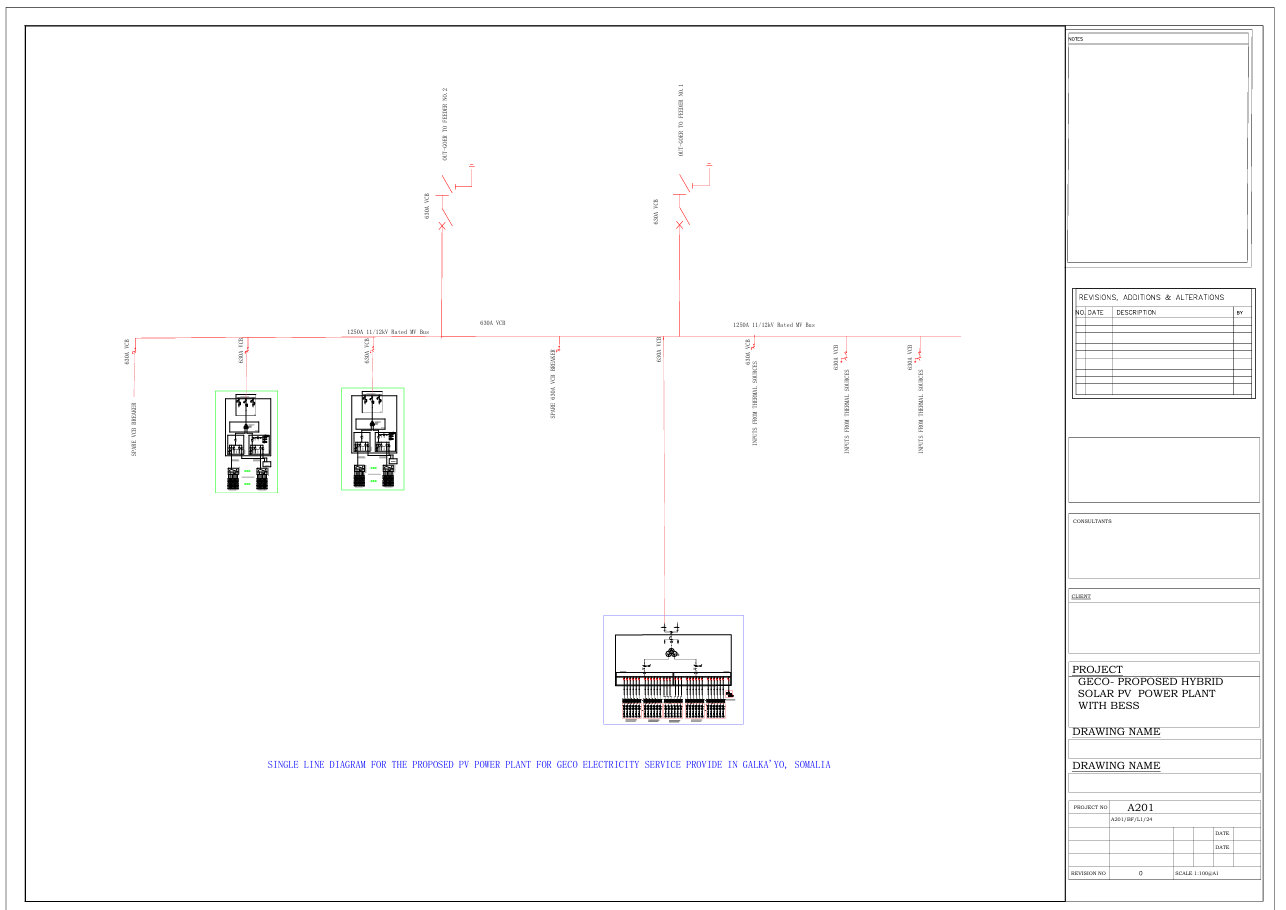 OUT-GOER TO FEEDER NO.2
OUT-GOER TO FEEDER NO.1
630A VCB
630A VCB
1250A 11/12kV Rated MV Bus
630A VCB
1250A 11/12kV Rated MV Bus
630A VCB
630A VCB
630A VCB
630A VCB
630A VCB
630A VCB
630A VCB
SPARE VCB BREAKER
SPARE 630A VCB BREAKER
INPUTS FROM THERMAL SOURCES
INPUTS FROM THERMAL SOURCES
INPUTS FROM THERMAL SOURCES
SINGLE LINE DIAGRAM FOR THE PROPOSED PV POWER PLANT FOR GECO ELECTRICITY SERVICE PROVIDE IN GALKA'YO, SOMALIA
NOTES
REVISIONS, ADDITIONS & ALTERATIONS
NO. DATE DESCRIPTION BY
CONSULTANTS
CLIENT
PROJECT
GECO- PROPOSED HYBRID
SOLAR PV POWER PLANT
WITH BESS
DRAWING NAME
DRAWING NAME
PROJECT NO A201
A201/BF/L1/24
DATE
DATE
REVISION NO 0 SCALE 1:100@A1